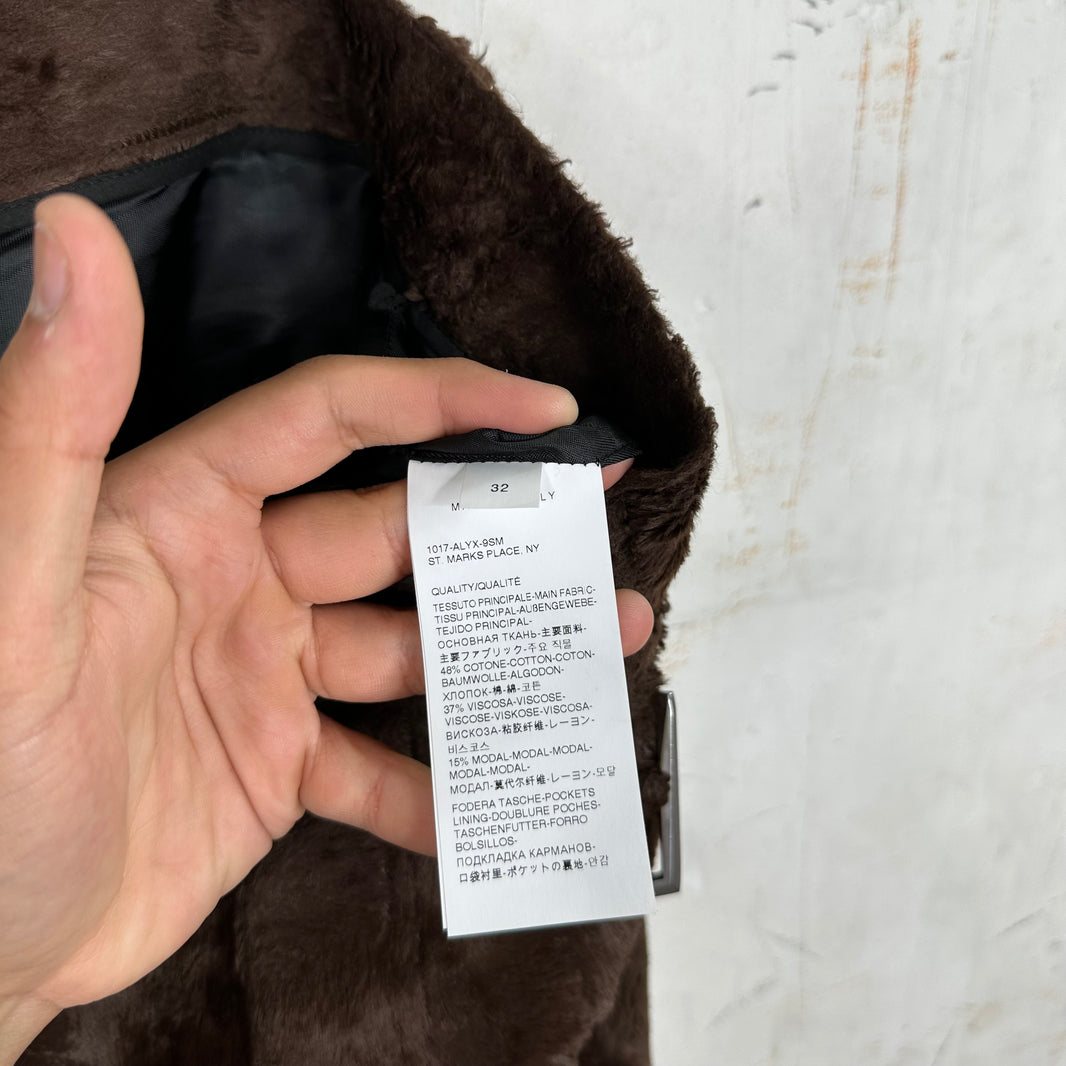 32
1017-ALYX-9SM
ST. MARKS PLACE, NY
QUALITY/QUALITÉ
TESSUTO PRINCIPALE-MAIN FABRIC-
TISSU PRINCIPAL-AUßENGEWEBE-
TEJIDO PRINCIPAL-
ОСНОВНАЯ ТКАНЬ-主要面料-
主要ファブリック-주요 직물
48% COTONE-COTTON-COTON-
BAUMWOLLE-ALGODON-
ХЛОПОК-棉-綿-코튼
37% VISCOSA-VISCOSE-
VISCOSE-VISKOSE-VISCOSA-
ВИСКОЗА-粘胶纤维-レーヨン-
비스코스
15% MODAL-MODAL-MODAL-
MODAL-MODAL-
МОДАЛ-莫代尔纤维-レーヨン-모달
FODERA TASCHE-POCKETS
LINING-DOUBLURE POCHES-
TASCHENFUTTER-FORRO
BOLSILLOS-
ПОДКЛАДКА КАРМАНОВ-
口袋衬里-ポケットの裏地-안감